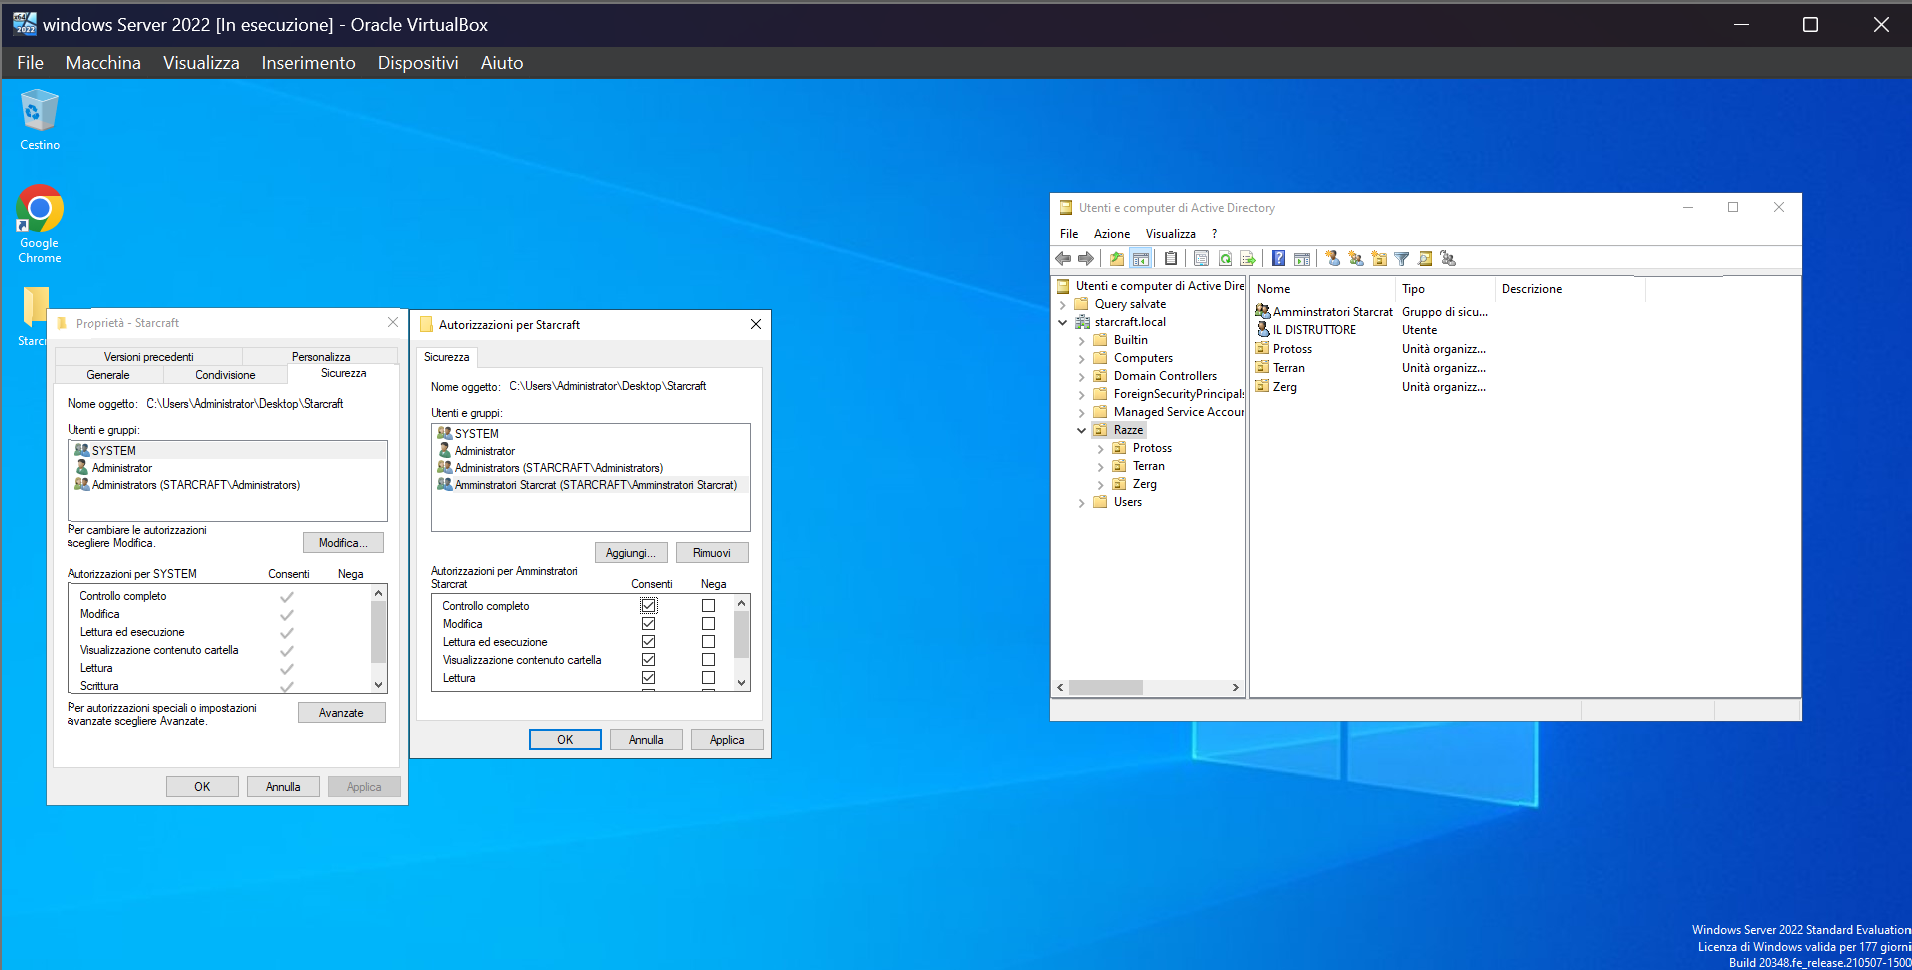 windows Server 2022 [In esecuzione] - Oracle VirtualBox
File Macchina Visualizza Inserimento Dispositivi Aiuto
Cestino
Google
Chrome
Starcr
Proprietà - Starcraft
Versioni precedenti Personalizza
Generale Condivisione Sicurezza
Nome oggetto: C:\Users\Administrator\Desktop\Starcraft
Utenti e gruppi:
SYSTEM
Administrator
Administrators (STARCRAFT\Administrators)
Per cambiare le autorizzazioni
scegliere Modifica.
Modifica...
Autorizzazioni per SYSTEM Consenti Nega
Controllo completo
Modifica
Lettura ed esecuzione
Visualizzazione contenuto cartella
Lettura
Scrittura
Per autorizzazioni speciali o impostazioni
avanzate scegliere Avanzate.
Avanzate
OK Annulla Applica
Autorizzazioni per Starcraft
Sicurezza
Nome oggetto: C:\Users\Administrator\Desktop\Starcraft
Utenti e gruppi:
SYSTEM
Administrator
Administrators (STARCRAFT\Administrators)
Amminstratori Starcrat (STARCRAFT\Amminstratori Starcrat)
Aggiungi... Rimuovi
Autorizzazioni per Amminstratori
Starcrat
Consenti Nega
Controllo completo
Modifica
Lettura ed esecuzione
Visualizzazione contenuto cartella
Lettura
OK Annulla Applica
Utenti e computer di Active Directory
File Azione Visualizza ?
Utenti e computer di Active Dire
Query salvate
starcraft.local
Builtin
Computers
Domain Controllers
ForeignSecurityPrincipals
Managed Service Accour
Razze
Protoss
Terran
Zerg
Users
Nome Tipo Descrizione
Amminstratori Starcrat Gruppo di sicu...
IL DISTRUTTORE Utente
Protoss Unità organizz...
Terran Unità organizz...
Zerg Unità organizz...
Windows Server 2022 Standard Evaluation
Licenza di Windows valida per 177 giorni
Build 20348.fe_release.210507-1500